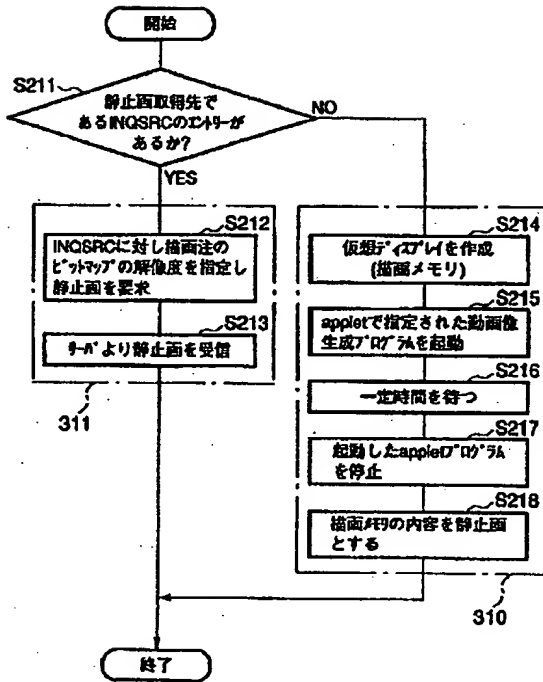 開始
S211
静止画取得先で
あるINQSRCのエントリーが
あるか?
NO
YES
S212
INQSRCに対し描画注の
ビットマップの解像度を指定し
静止画を要求
S213
サーバより静止画を受信
311
S214
仮想ディスプレイを作成
(描画メモリ)
S215
appletで指定された動画像
生成プログラムを起動
S216
一定時間を待つ
S217
起動したappletプログラム
を停止
S218
描画メモリの内容を静止画
とする
310
終了